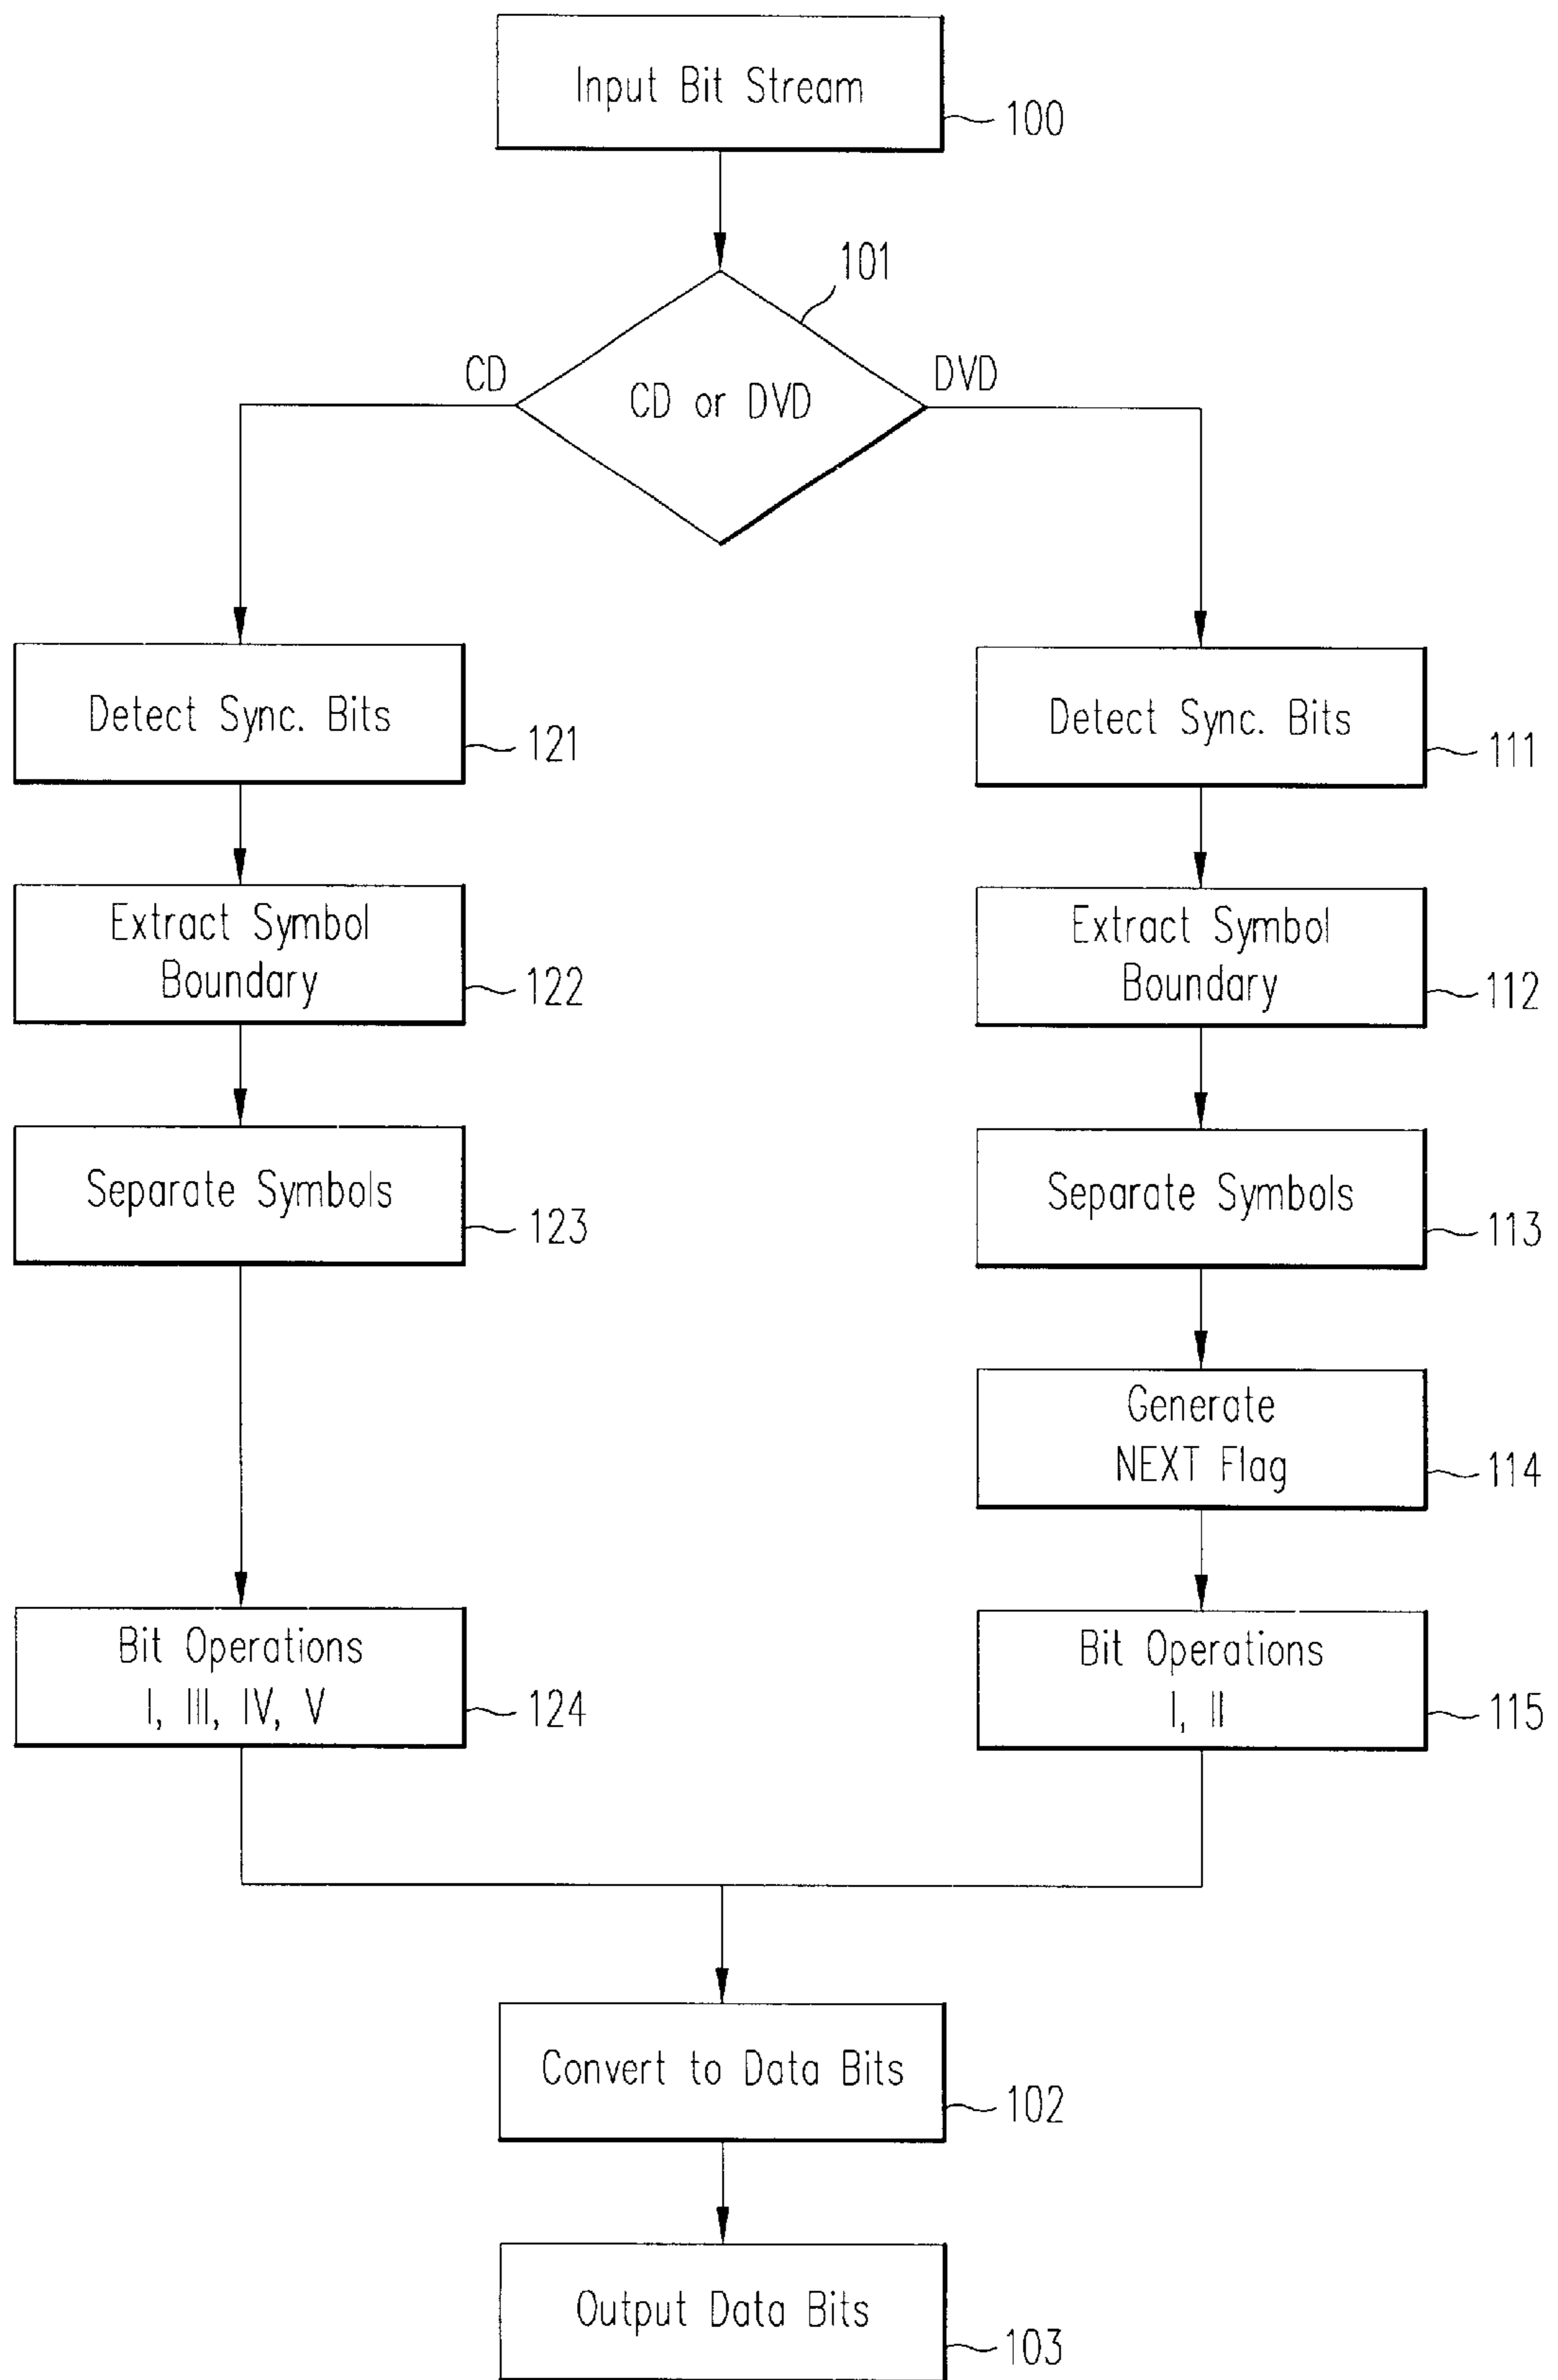 Input Bit Stream
100
101
CD
DVD
CD or DVD
Detect Sync. Bits
121
Detect Sync. Bits
111
Extract Symbol
Boundary
122
Extract Symbol
Boundary
112
Separate Symbols
123
Separate Symbols
113
Generate
NEXT Flag
114
Bit Operations
I, III, IV, V
124
Bit Operations
I, II
115
Convert to Data Bits
102
Output Data Bits
103